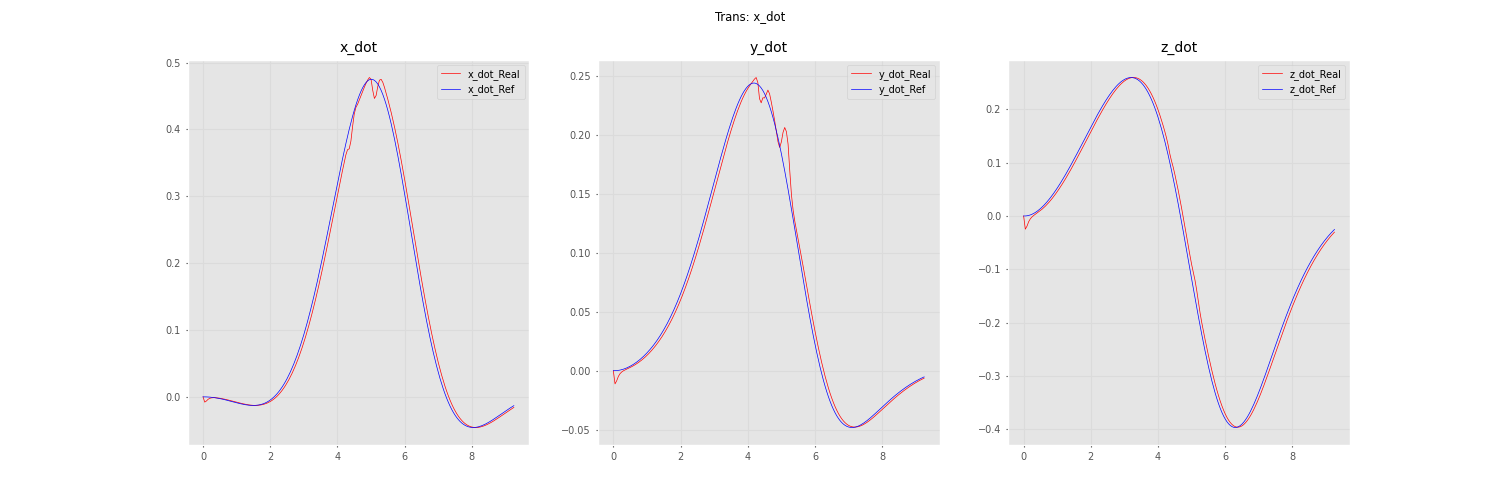 Trans: x_dot
x_dot
0.5
0.4
0.3
0.2
0.1
0.0
0 2 4 6 8
x_dot_Real
x_dot_Ref
y_dot
0.25
0.20
0.15
0.10
0.05
0.00
−0.05
0 2 4 6 8
y_dot_Real
y_dot_Ref
z_dot
0.2
0.1
0.0
−0.1
−0.2
−0.3
−0.4
0 2 4 6 8
z_dot_Real
z_dot_Ref